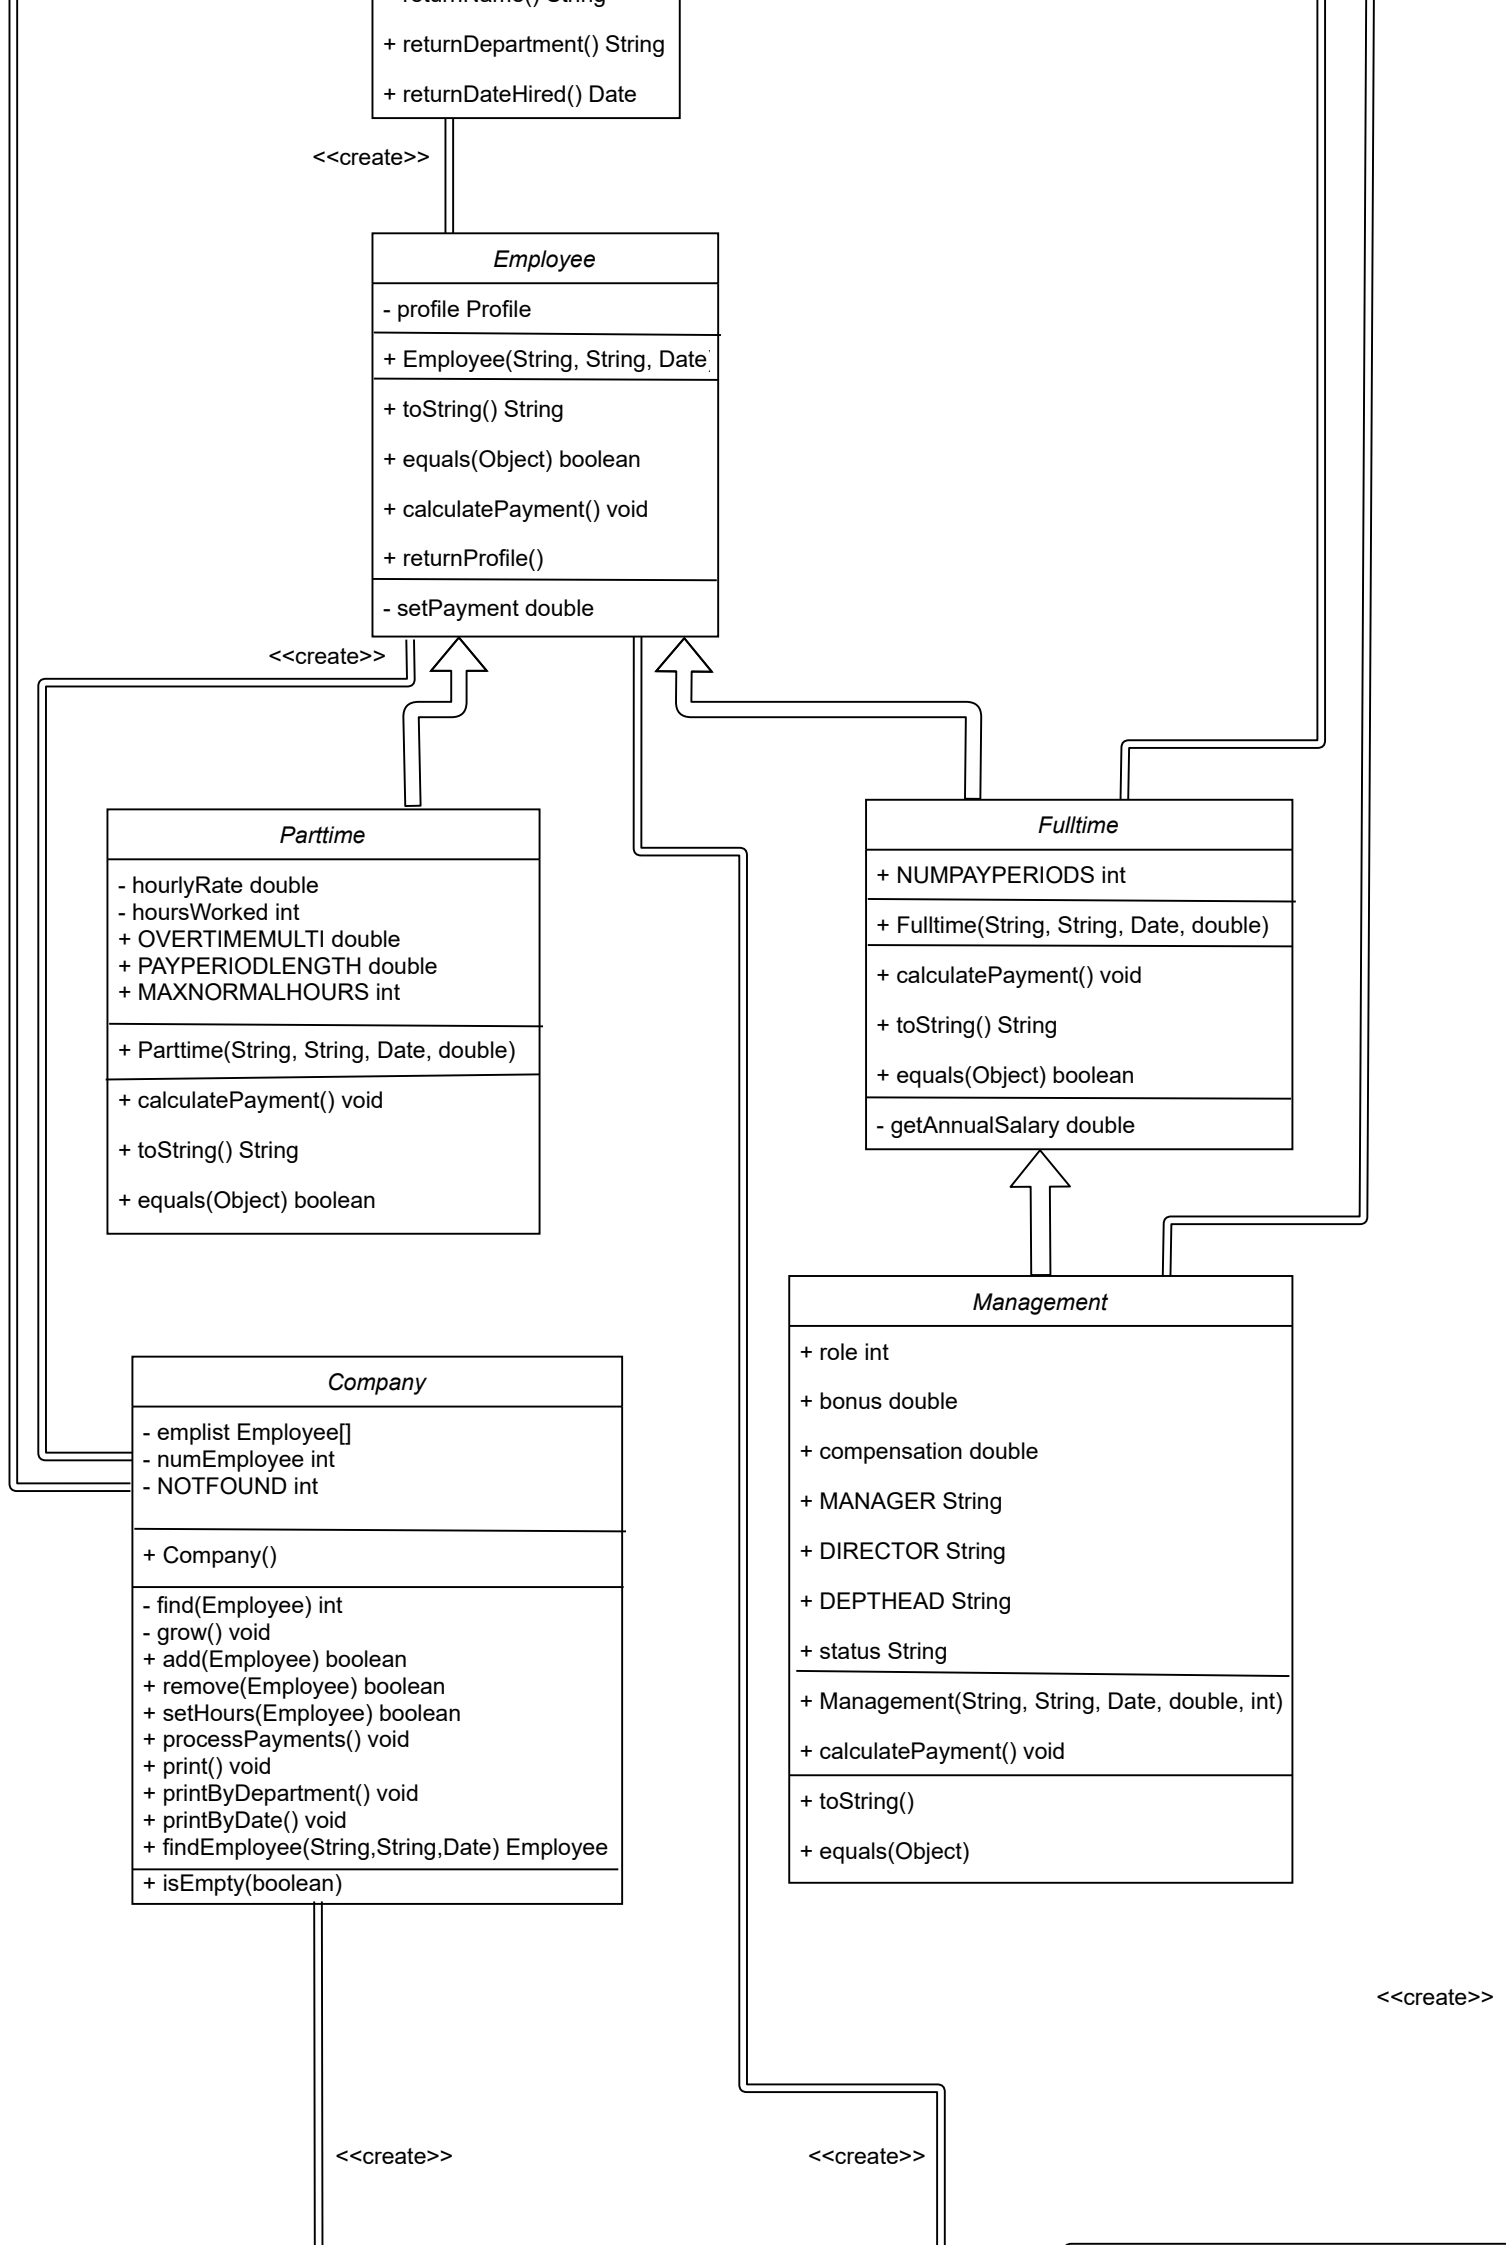 + returnDepartment() String
+ returnDateHired() Date
<<create>>
Employee
- profile Profile
+ Employee(String, String, Date)
+ toString() String
+ equals(Object) boolean
+ calculatePayment() void
+ returnProfile()
- setPayment double
<<create>>
Parttime
- hourlyRate double
- hoursWorked int
+ OVERTIMEMULTI double
+ PAYPERIODLENGTH double
+ MAXNORMALHOURS int
+ Parttime(String, String, Date, double)
+ calculatePayment() void
+ toString() String
+ equals(Object) boolean
Fulltime
+ NUMPAYPERIODS int
+ Fulltime(String, String, Date, double)
+ calculatePayment() void
+ toString() String
+ equals(Object) boolean
- getAnnualSalary double
Company
- emplist Employee[]
- numEmployee int
- NOTFOUND int
+ Company()
- find(Employee) int
- grow() void
+ add(Employee) boolean
+ remove(Employee) boolean
+ setHours(Employee) boolean
+ processPayments() void
+ print() void
+ printByDepartment() void
+ printByDate() void
+ findEmployee(String,String,Date) Employee
+ isEmpty(boolean)
Management
+ role int
+ bonus double
+ compensation double
+ MANAGER String
+ DIRECTOR String
+ DEPTHEAD String
+ status String
+ Management(String, String, Date, double, int)
+ calculatePayment() void
+ toString()
+ equals(Object)
<<create>>
<<create>>
<<create>>